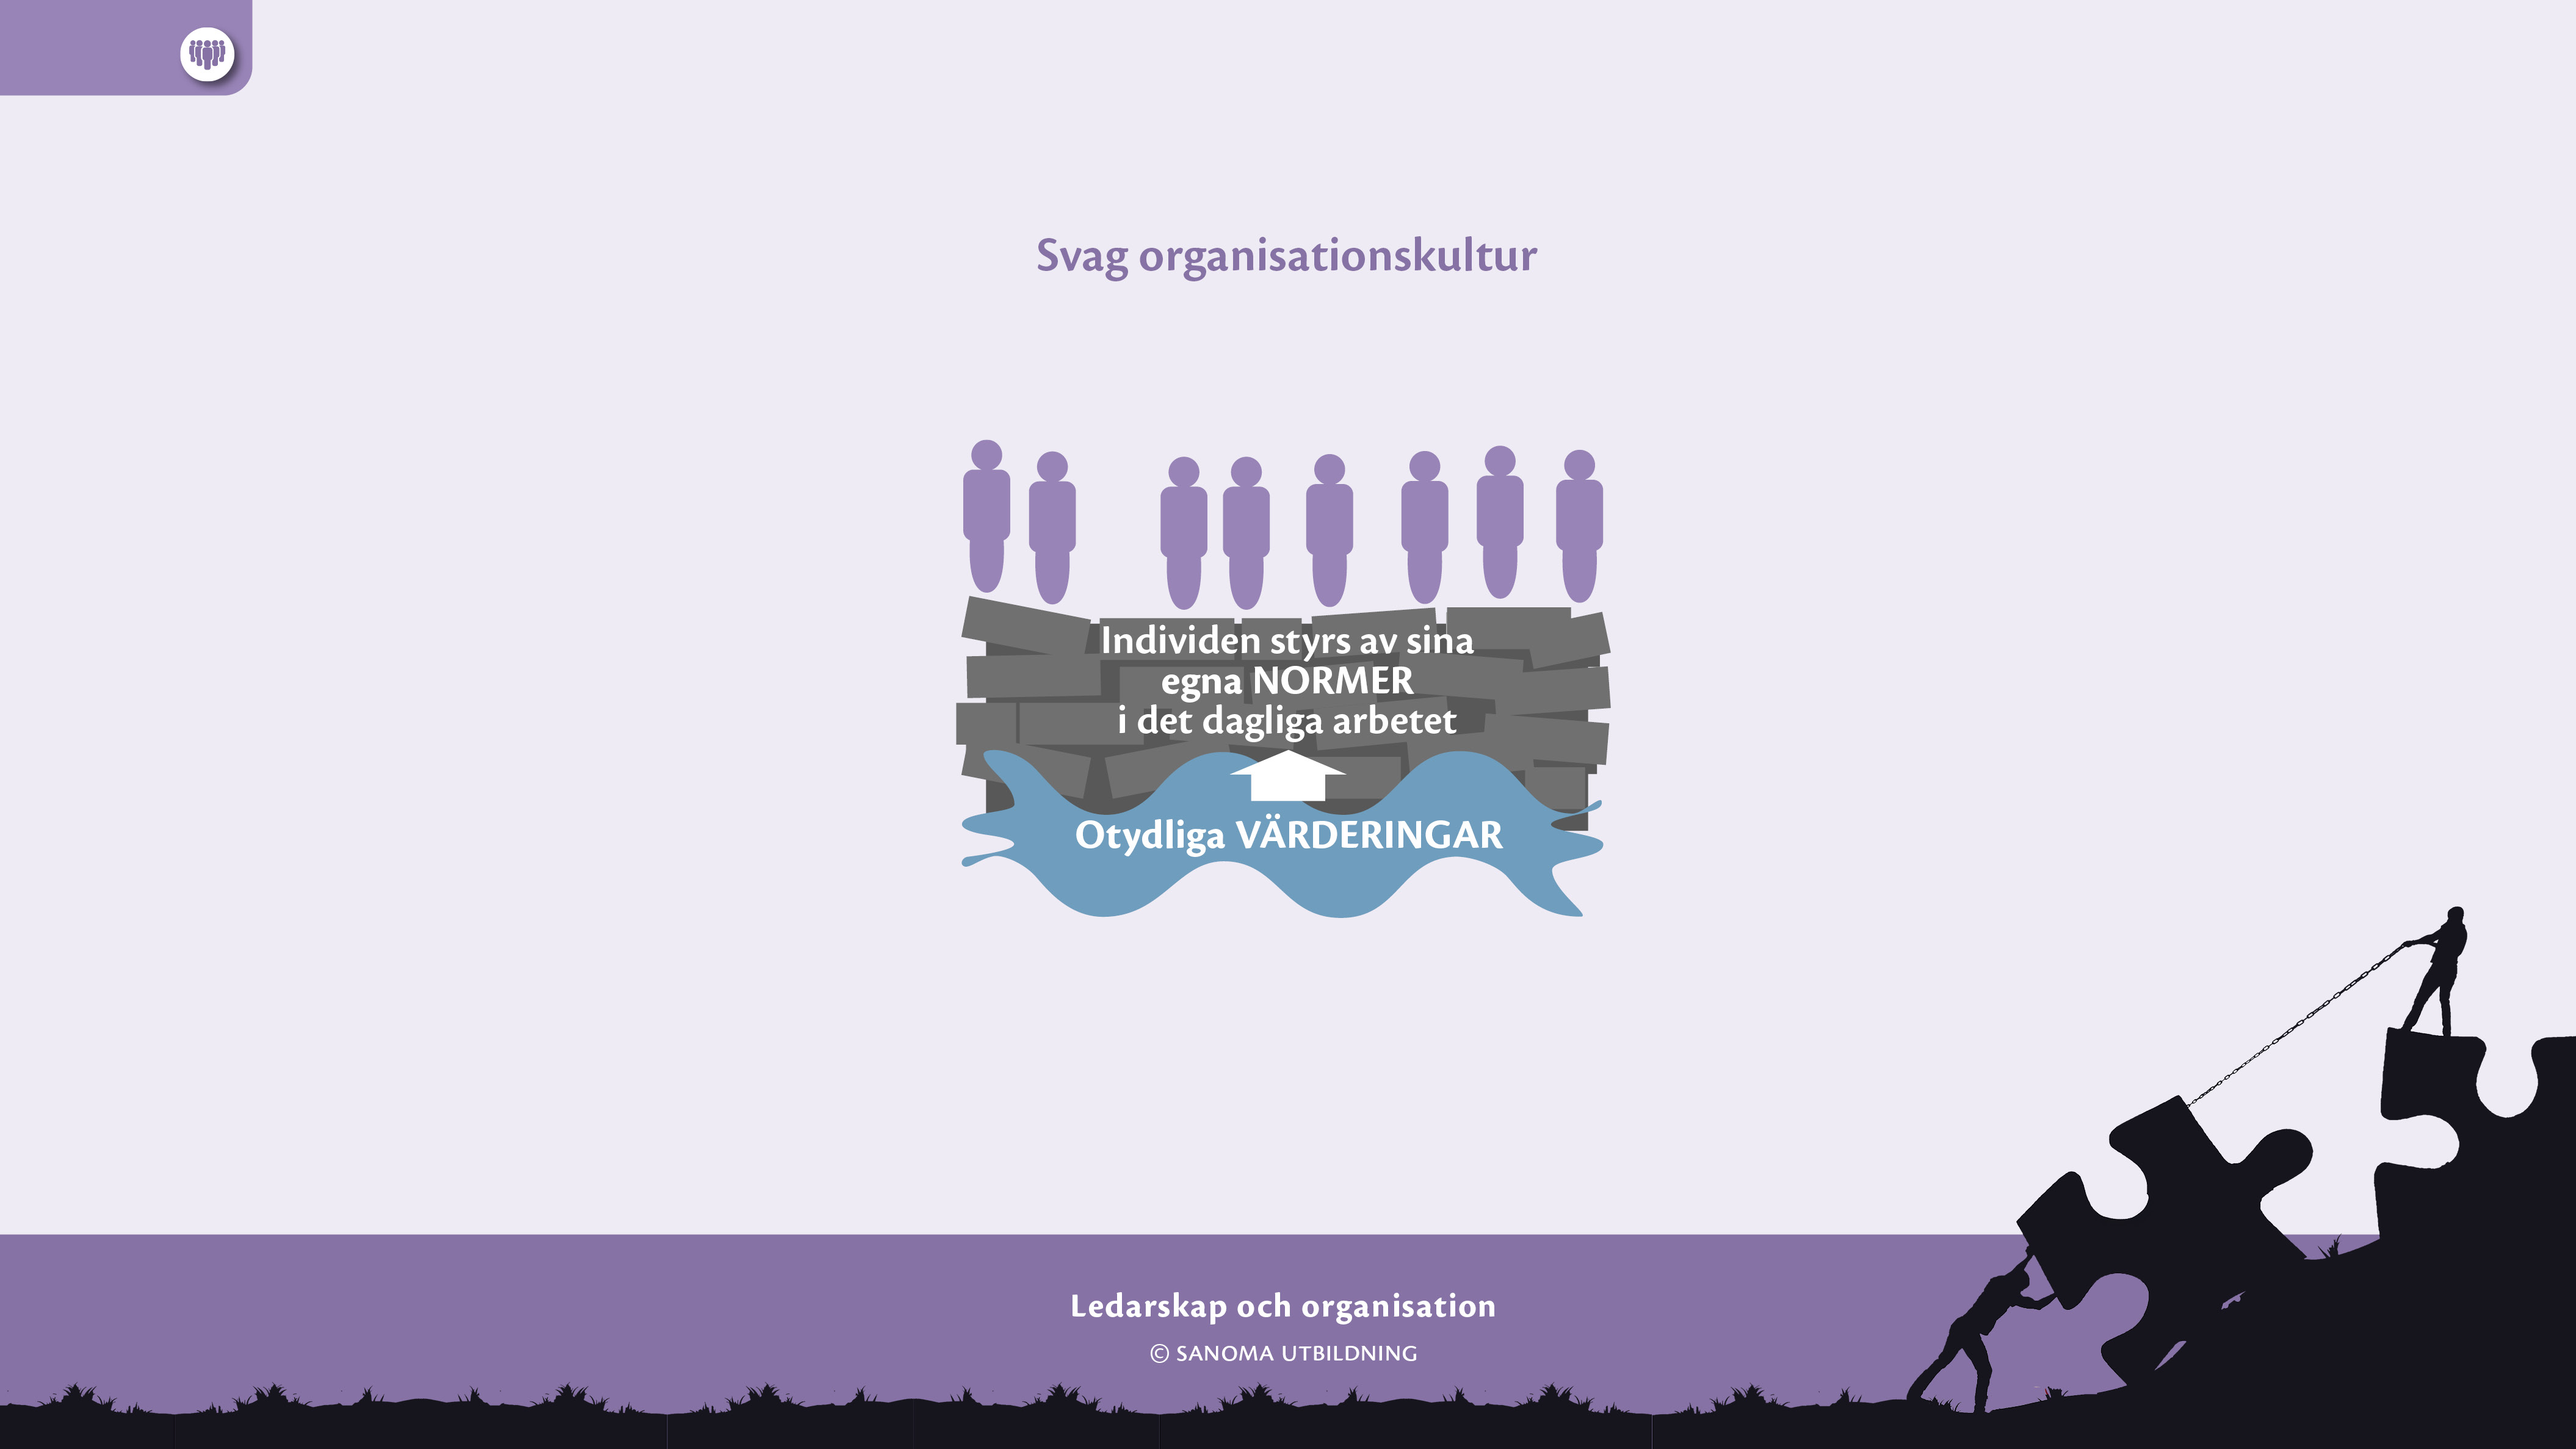 Svag organisationskultur
Individen styrs av sina
egna NORMER
i det dagliga arbetet
Otydliga VÄRDERINGAR
Ledarskap och organisation
© SANOMA UTBILDNING